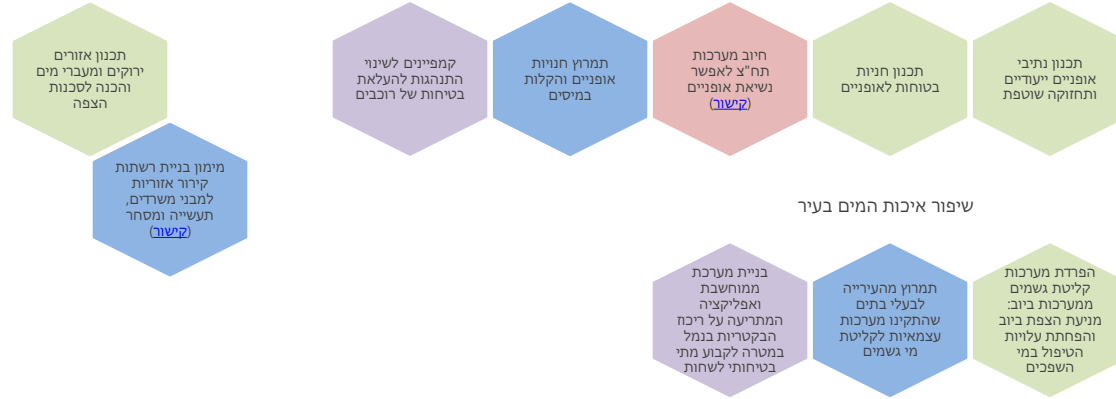 תכנון נתיבי
אופניים ייעודיים
ותחזוקה שוטפת
תכנון חניות
בטוחות לאופניים
חיוב מערכות
תח"צ לאפשר
נשיאת אופניים
(קישור)
תמרוץ חנויות
אופניים והקלות
במיסים
קמפיינים לשינוי
התנהגות להעלאת
בטיחות של רוכבים
תכנון אזורים
ירוקים ומעברי מים
והכנה לסכנות
הצפה
מימון בניית רשתות
קירור אזוריות
למבני משרדים,
תעשייה ומסחר
(קישור)
שיפור איכות המים בעיר
הפרדת מערכות
קליטת גשמים
ממערכות ביוב:
מניעת הצפת ביוב
והפחתת עלויות
הטיפול במי
השפכים
תמרוץ מהעירייה
לבעלי בתים
שהתקינו מערכות
עצמאיות לקליטת
מי גשמים
בניית מערכת
ממוחשבת
ואפליקציה
המתריעה על ריכוז
הבקטריות בנמל
במטרה לקבוע מתי
בטיחותי לשחות